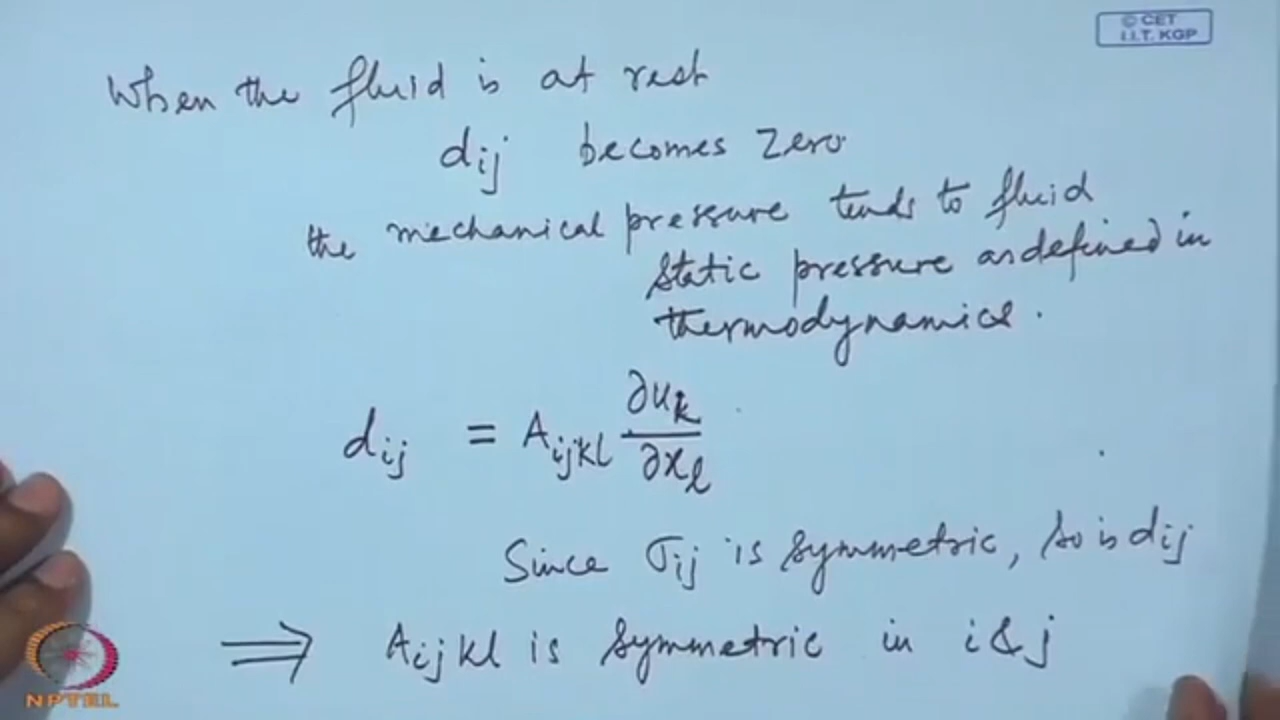 © CET
I.I.T. KGP
When the fluid is at rest
dij becomes zero
the mechanical pressure tends to fluid
static pressure as defined in
thermodynamics.
dij = Aijkl ∂uk/∂xl
Since σij is symmetric, so is dij
⟹ Aijkl is symmetric in i & j
NPTEL